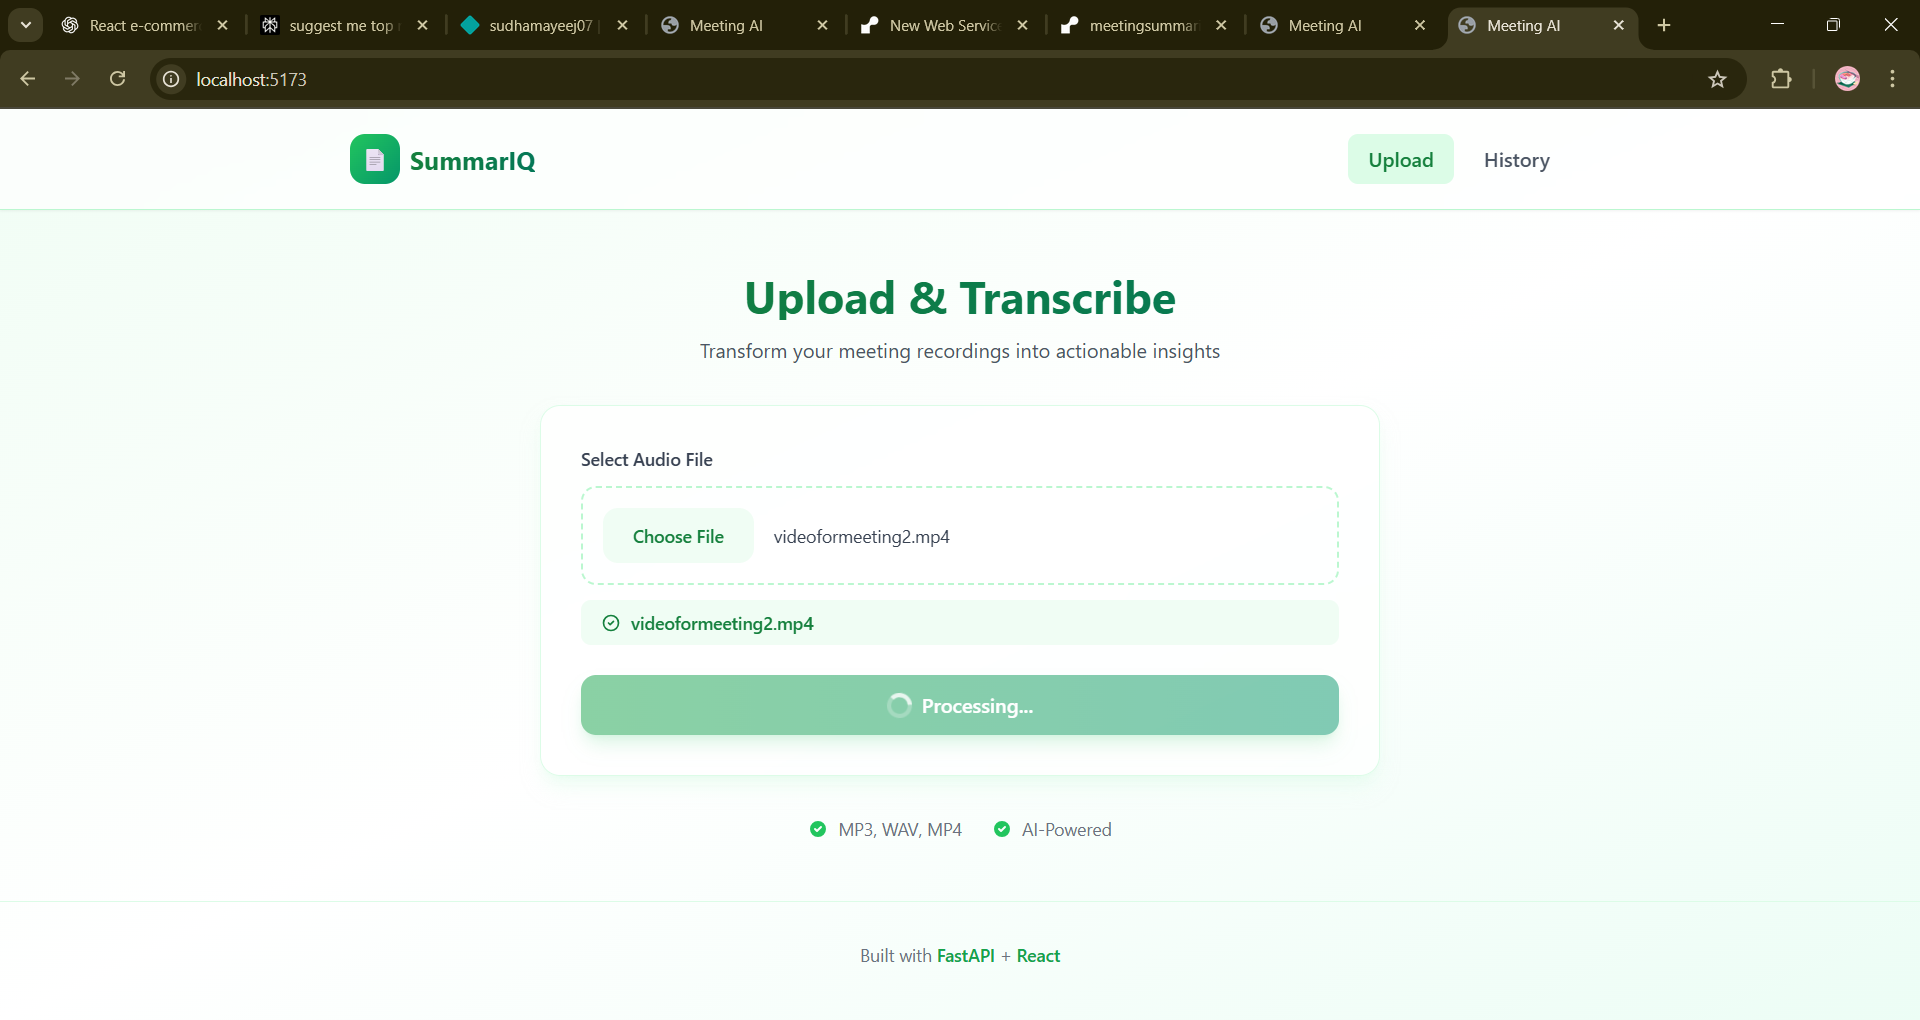 React e-commer
suggest me top
sudhamayeej07
Meeting AI
New Web Servic
meetingsummar
Meeting AI
Meeting AI
localhost:5173
SummarIQ
Upload
History
Upload & Transcribe
Transform your meeting recordings into actionable insights
Select Audio File
Choose File videoformeeting2.mp4
videoformeeting2.mp4
Processing...
MP3, WAV, MP4 AI-Powered
Built with FastAPI + React